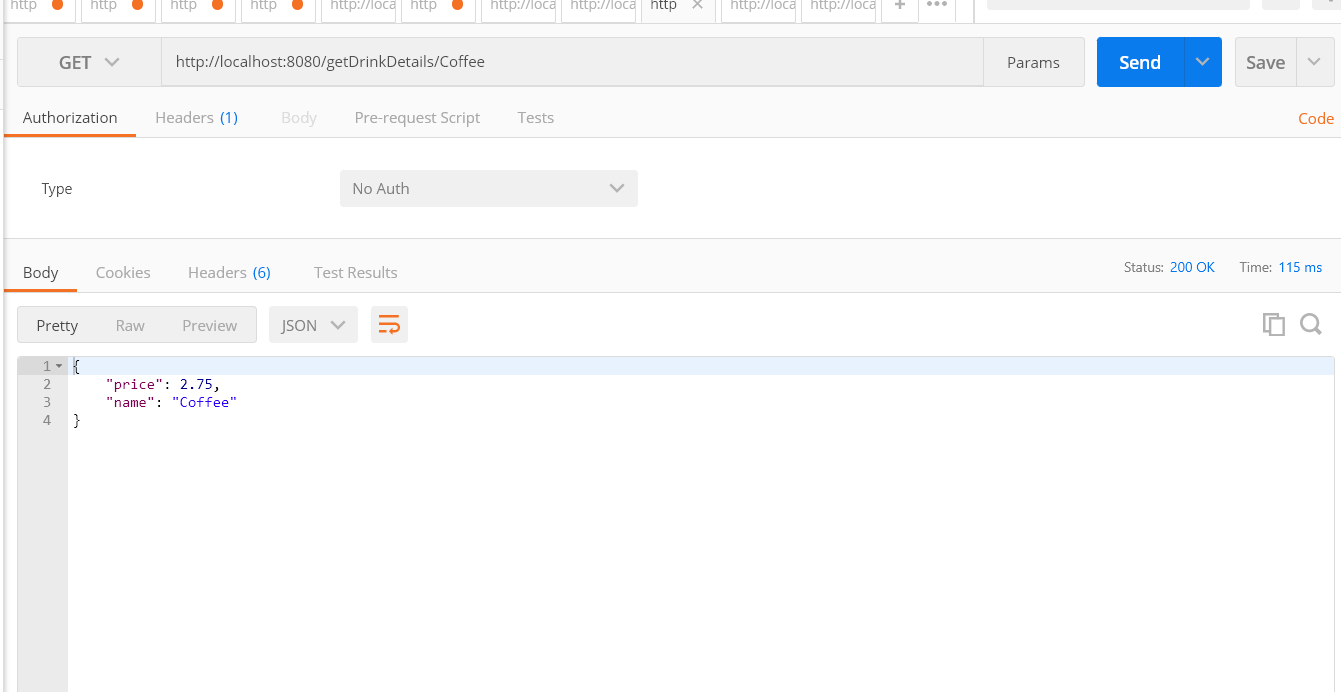 http http http http http://loca http http://loca http://loca http http://loca http://loca + •••
GET http://localhost:8080/getDrinkDetails/Coffee Params Send Save
Authorization Headers (1) Body Pre-request Script Tests Code
Type No Auth
Body Cookies Headers (6) Test Results Status: 200 OK Time: 115 ms
Pretty Raw Preview JSON
1 {
2 "price": 2.75,
3 "name": "Coffee"
4 }